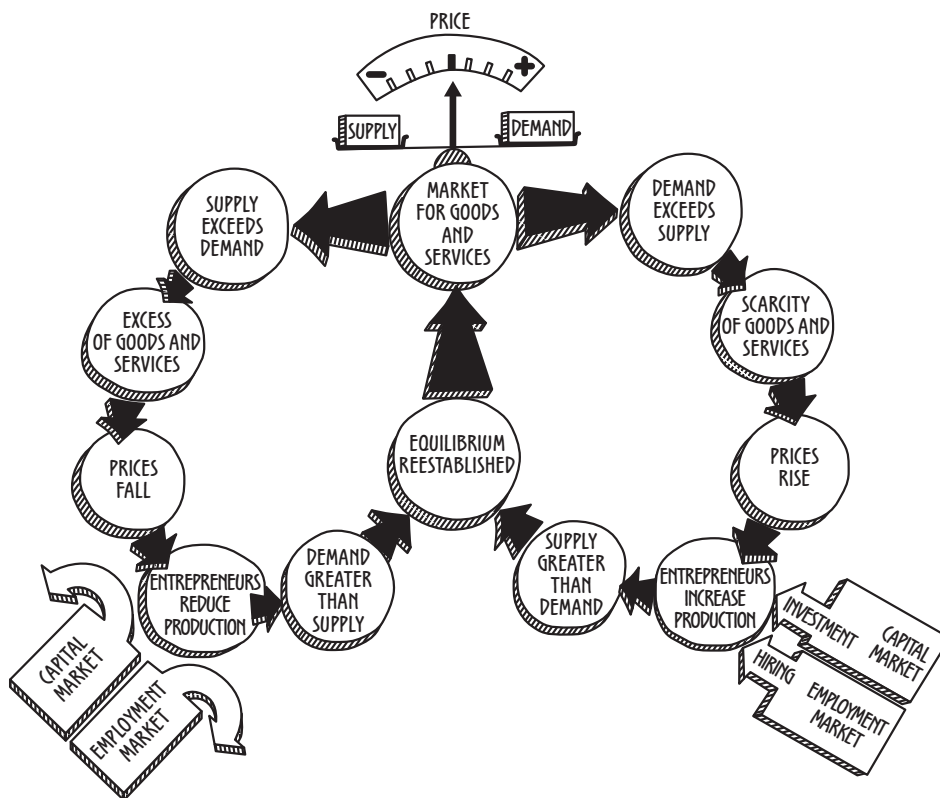 PRICE
SUPPLY
DEMAND
MARKET
FOR GOODS
AND
SERVICES
SUPPLY
EXCEEDS
DEMAND
DEMAND
EXCEEDS
SUPPLY
EXCESS
OF GOODS AND
SERVICES
SCARCITY
OF GOODS AND
SERVICES
PRICES
FALL
EQUILIBRIUM
REESTABLISHED
PRICES
RISE
ENTREPRENEURS
REDUCE
PRODUCTION
DEMAND
GREATER
THAN
SUPPLY
SUPPLY
GREATER
THAN
DEMAND
ENTREPRENEURS
INCREASE
PRODUCTION
CAPITAL
MARKET
EMPLOYMENT
MARKET
INVESTMENT
CAPITAL
MARKET
HIRING
EMPLOYMENT
MARKET